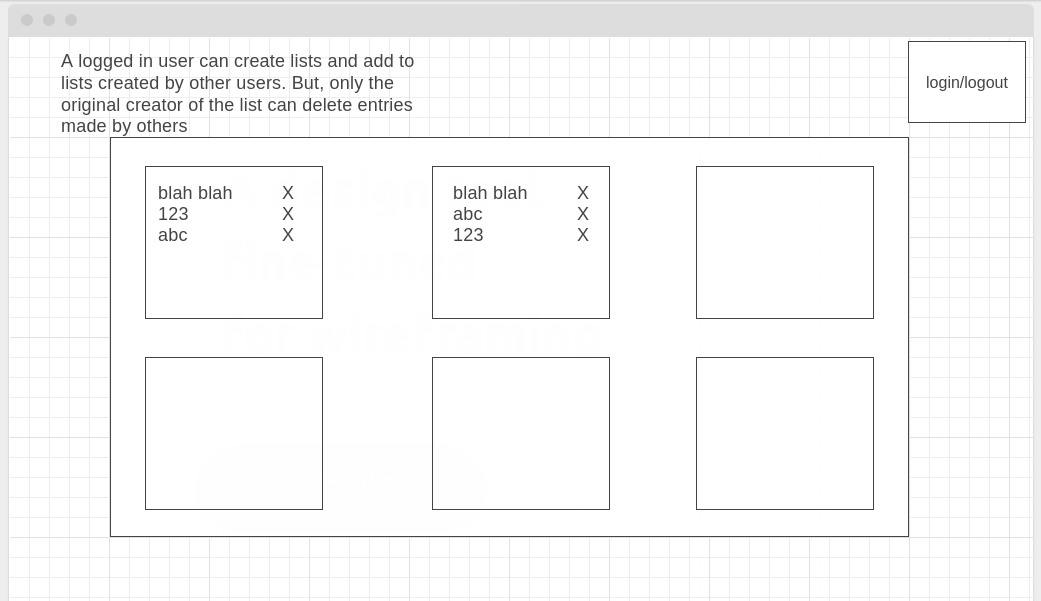 A logged in user can create lists and add to
lists created by other users. But, only the
original creator of the list can delete entries
made by others
login/logout
blah blah X
123 X
abc X
blah blah X
abc X
123 X